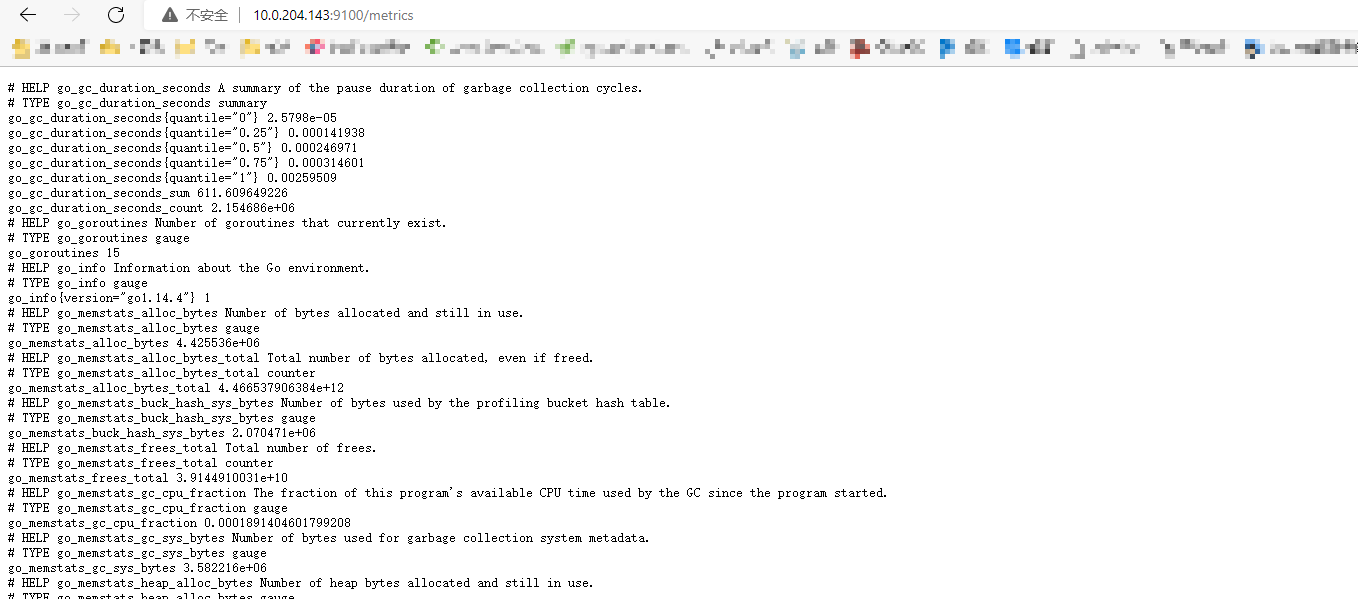 不安全 10.0.204.143:9100/metrics
# HELP go_gc_duration_seconds A summary of the pause duration of garbage collection cycles.
# TYPE go_gc_duration_seconds summary
go_gc_duration_seconds{quantile="0"} 2.5798e-05
go_gc_duration_seconds{quantile="0.25"} 0.000141938
go_gc_duration_seconds{quantile="0.5"} 0.000246971
go_gc_duration_seconds{quantile="0.75"} 0.000314601
go_gc_duration_seconds{quantile="1"} 0.00259509
go_gc_duration_seconds_sum 611.609649226
go_gc_duration_seconds_count 2.154686e+06
# HELP go_goroutines Number of goroutines that currently exist.
# TYPE go_goroutines gauge
go_goroutines 15
# HELP go_info Information about the Go environment.
# TYPE go_info gauge
go_info{version="go1.14.4"} 1
# HELP go_memstats_alloc_bytes Number of bytes allocated and still in use.
# TYPE go_memstats_alloc_bytes gauge
go_memstats_alloc_bytes 4.425536e+06
# HELP go_memstats_alloc_bytes_total Total number of bytes allocated, even if freed.
# TYPE go_memstats_alloc_bytes_total counter
go_memstats_alloc_bytes_total 4.466537906384e+12
# HELP go_memstats_buck_hash_sys_bytes Number of bytes used by the profiling bucket hash table.
# TYPE go_memstats_buck_hash_sys_bytes gauge
go_memstats_buck_hash_sys_bytes 2.070471e+06
# HELP go_memstats_frees_total Total number of frees.
# TYPE go_memstats_frees_total counter
go_memstats_frees_total 3.9144910031e+10
# HELP go_memstats_gc_cpu_fraction The fraction of this program's available CPU time used by the GC since the program started.
# TYPE go_memstats_gc_cpu_fraction gauge
go_memstats_gc_cpu_fraction 0.0001891404601799208
# HELP go_memstats_gc_sys_bytes Number of bytes used for garbage collection system metadata.
# TYPE go_memstats_gc_sys_bytes gauge
go_memstats_gc_sys_bytes 3.582216e+06
# HELP go_memstats_heap_alloc_bytes Number of heap bytes allocated and still in use.
# TYPE go_memstats_heap_alloc_bytes gauge